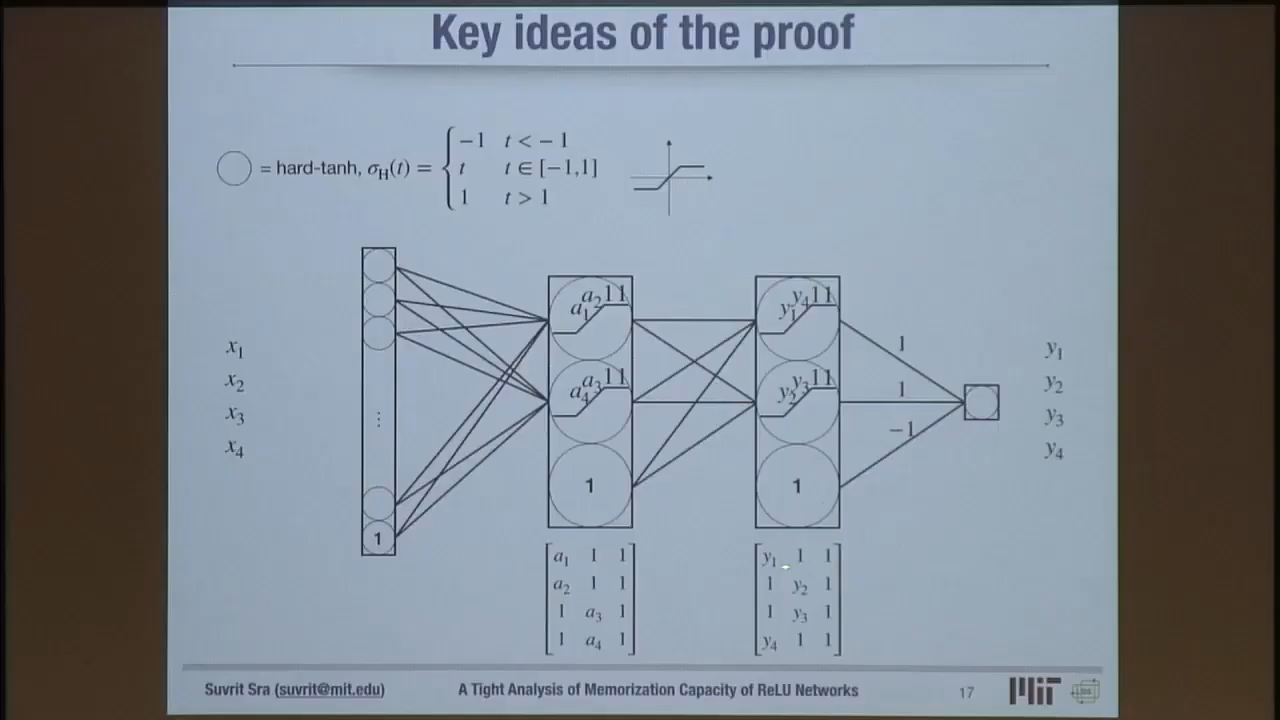 Key ideas of the proof
= hard-tanh, σ_H(t) = { −1 t < − 1
t t ∈ [−1,1]
1 t > 1
x₁
x₂
x₃
x₄
⋮
1
a₁ a₂ 1 1
a₄ a₃ 1 1
1
y₁ y₄ 1 1
y₂ y₃ 1 1
1
1
1
−1
y₁
y₂
y₃
y₄
a₁ 1 1
a₂ 1 1
1 a₃ 1
1 a₄ 1
y₁ 1 1
1 y₂ 1
1 y₃ 1
y₄ 1 1
Suvrit Sra (suvrit@mit.edu)
A Tight Analysis of Memorization Capacity of ReLU Networks
17
MiT